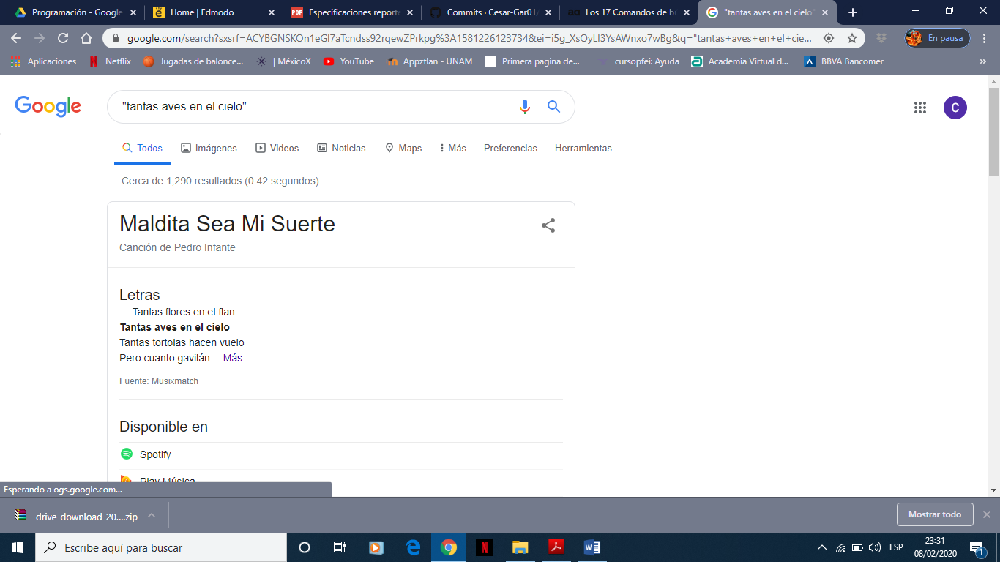 Programación - Google
Home | Edmodo
PDF
Especificaciones reporte
Commits · Cesar-Gar01/
Los 17 Comandos de bu
"tantas aves en el cielo"
google.com/search?sxsrf=ACYBGNSKOn1eGI7aTcndss92rqewZPrkpg%3A1581226123734&ei=i5g_XsOyLI3YsAWnxo7wBg&q="tantas+aves+en+el+cie...
En pausa
Aplicaciones
Netflix
Jugadas de balonce...
| MéxicoX
YouTube
Appztlan - UNAM
Primera pagina de...
cursopfei: Ayuda
Academia Virtual d...
BBVA Bancomer
»
Google
"tantas aves en el cielo"
C
Todos
Imágenes
Videos
Noticias
Maps
Más
Preferencias
Herramientas
Cerca de 1,290 resultados (0.42 segundos)
Maldita Sea Mi Suerte
Canción de Pedro Infante
Letras
… Tantas flores en el flan
Tantas aves en el cielo
Tantas tortolas hacen vuelo
Pero cuanto gavilán… Más
Fuente: Musixmatch
Disponible en
Spotify
Play Música
Esperando a ogs.google.com...
drive-download-20....zip
Mostrar todo
Escribe aquí para buscar
ESP
23:31
08/02/2020
1